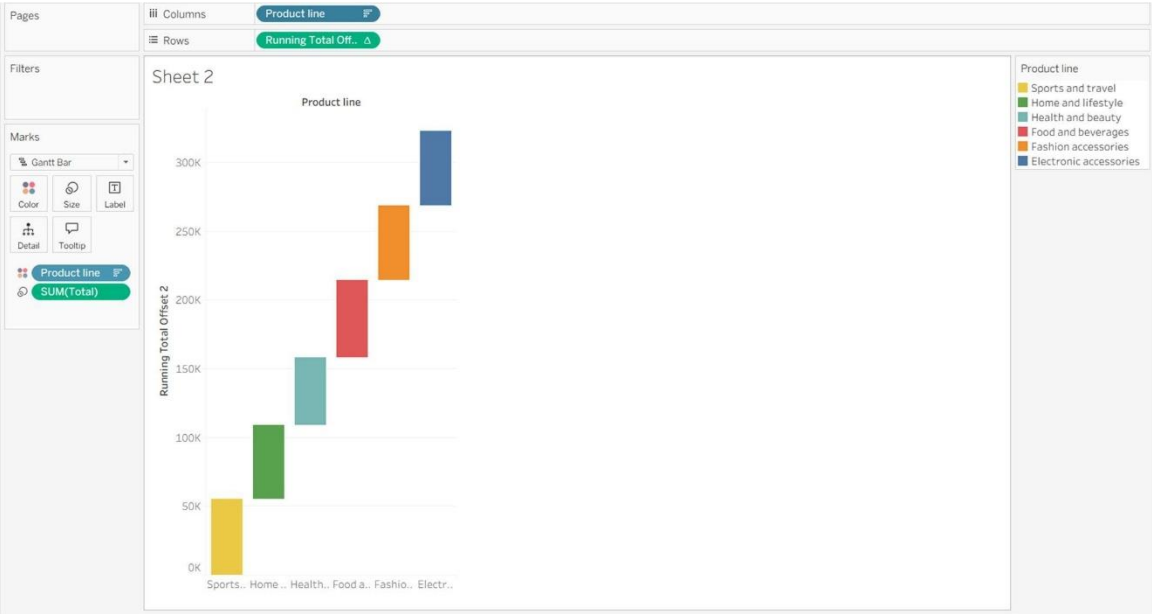 Pages
Columns
Product line
Rows
Running Total Off..
Filters
Marks
Gantt Bar
Color
Size
Label
Detail
Tooltip
Product line
SUM(Total)
Sheet 2
Product line
Running Total Offset 2
300K
250K
200K
150K
100K
50K
0K
Sports.. Home .. Health.. Food a.. Fashio.. Electr..
Product line
Sports and travel
Home and lifestyle
Health and beauty
Food and beverages
Fashion accessories
Electronic accessories